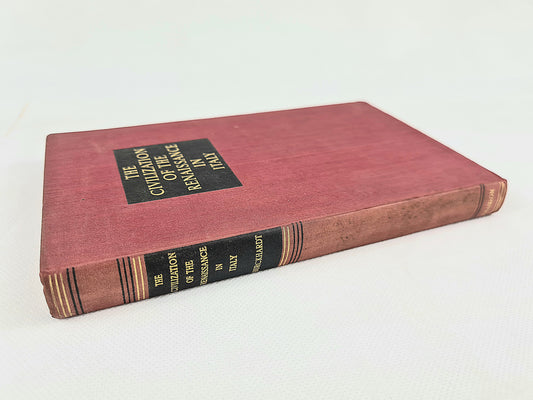 THE
CIVILIZATION
OF THE
RENAISSANCE
IN
ITALY
THE
CIVILIZATION
OF THE
RENAISSANCE
IN
ITALY
BURCKHARDT